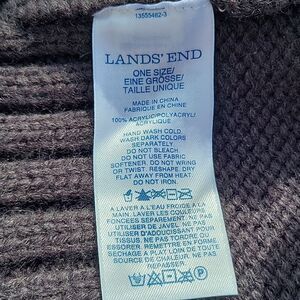 13555482-3
LANDS' END
ONE SIZE/
EINE GRÖSSE/
TAILLE UNIQUE
MADE IN CHINA
FABRIQUÉ EN CHINE
100% ACRYLIC/POLYACRYL/
ACRYLIQUE
HAND WASH COLD.
WASH DARK COLORS
SEPARATELY.
DO NOT BLEACH.
DO NOT USE FABRIC
SOFTENER. DO NOT WRING
OR TWIST. RESHAPE. DRY
FLAT AWAY FROM HEAT.
DO NOT IRON.
A LAVER A L'EAU FROIDE A LA
MAIN. LAVER LES COULEURS
FONCEES SEPAREMENT. NE PAS
UTILISER DE JAVEL. NE PAS
UTILISER D'ADOUCISSANT POUR
TISSUS. NE PAS TORDRE OU
ESSORER. REMETTRE EN FORME.
SECHAGE A PLAT LOIN DE TOUTE
SOURCE DE CHALEUR. NE PAS
REPASSER.